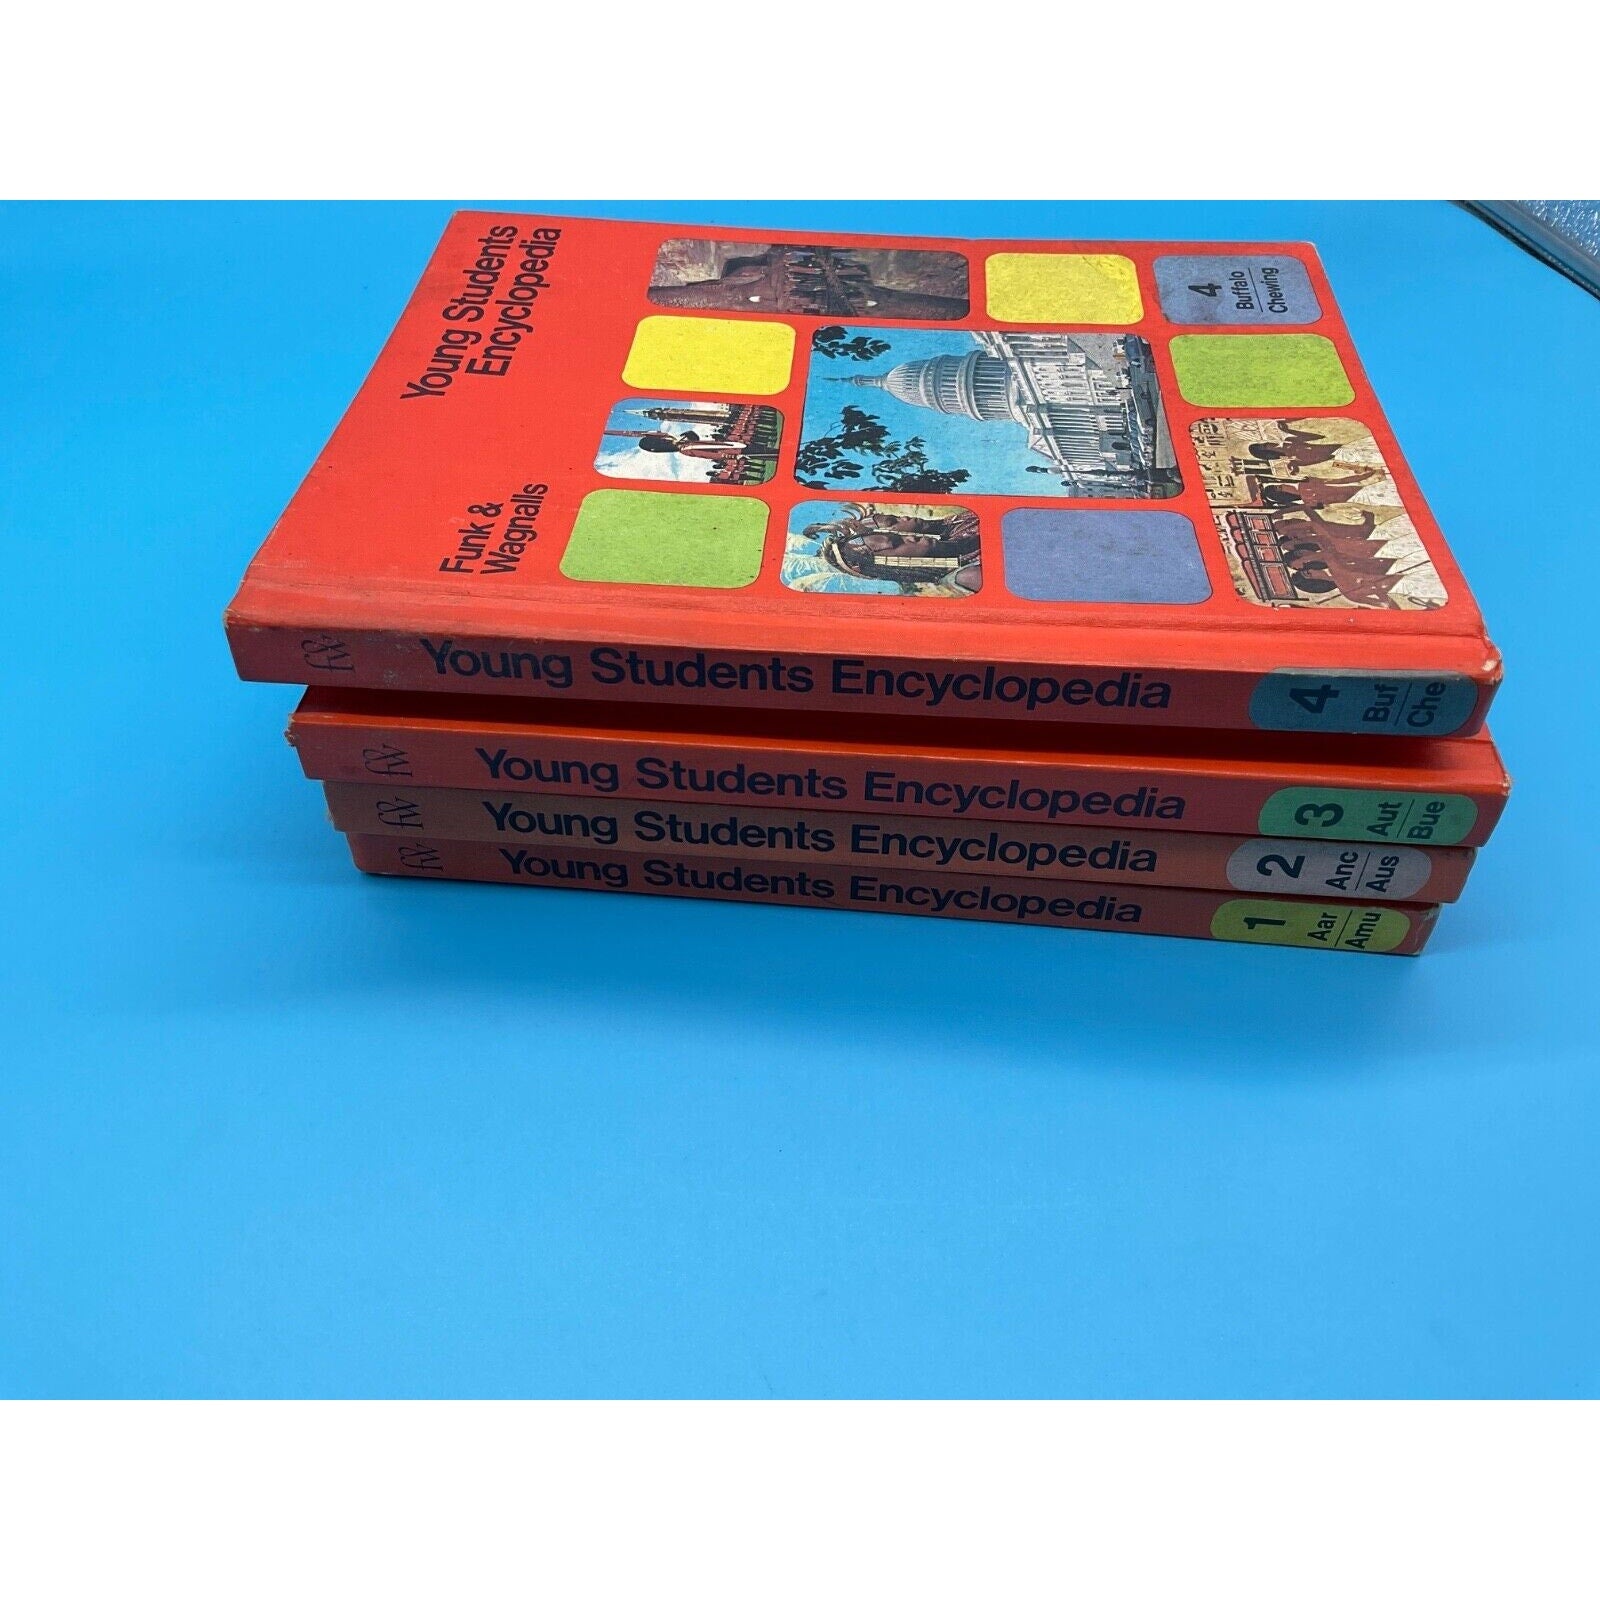 Young Students
Encyclopedia
Funk &
Wagnalls
4
Buffalo
Chewing
f&w
Young Students Encyclopedia
4
Buf
Che
f&w
Young Students Encyclopedia
3
Aut
Bue
f&w
Young Students Encyclopedia
2
Anc
Aus
f&w
Young Students Encyclopedia
1
Aar
Amu